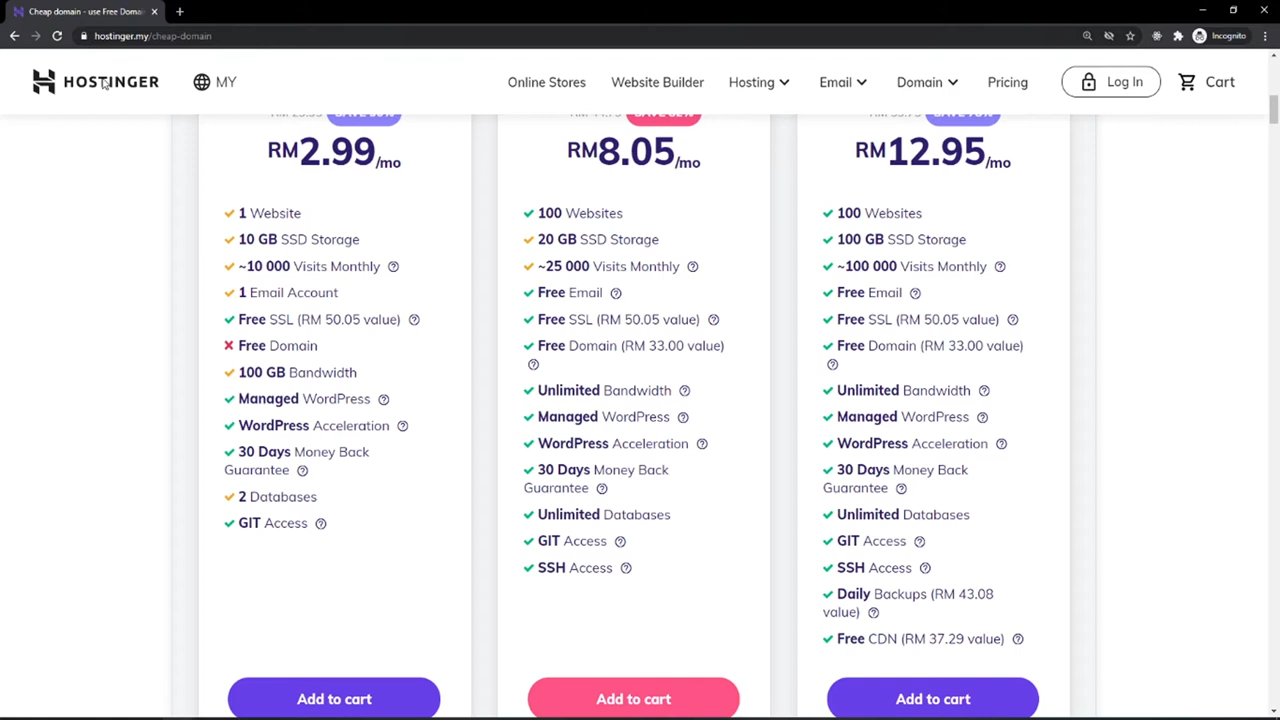 Cheap domain - use Free Domai
hostinger.my/cheap-domain
Incognito
HOSTINGER
MY
Online Stores
Website Builder
Hosting
Email
Domain
Pricing
Log In
Cart
RM2.99/mo
1 Website
10 GB SSD Storage
~10 000 Visits Monthly
1 Email Account
Free SSL (RM 50.05 value)
Free Domain
100 GB Bandwidth
Managed WordPress
WordPress Acceleration
30 Days Money Back
Guarantee
2 Databases
GIT Access
Add to cart
RM8.05/mo
100 Websites
20 GB SSD Storage
~25 000 Visits Monthly
Free Email
Free SSL (RM 50.05 value)
Free Domain (RM 33.00 value)
Unlimited Bandwidth
Managed WordPress
WordPress Acceleration
30 Days Money Back
Guarantee
Unlimited Databases
GIT Access
SSH Access
Add to cart
RM12.95/mo
100 Websites
100 GB SSD Storage
~100 000 Visits Monthly
Free Email
Free SSL (RM 50.05 value)
Free Domain (RM 33.00 value)
Unlimited Bandwidth
Managed WordPress
WordPress Acceleration
30 Days Money Back
Guarantee
Unlimited Databases
GIT Access
SSH Access
Daily Backups (RM 43.08
value)
Free CDN (RM 37.29 value)
Add to cart